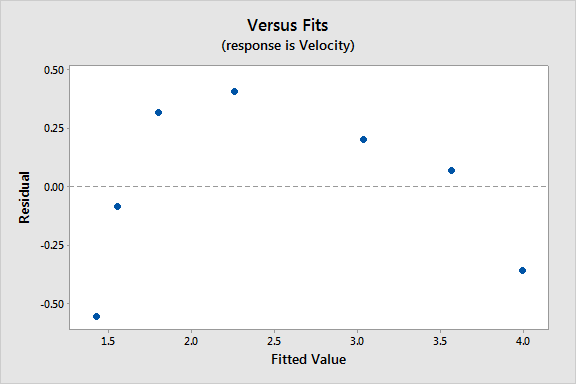 Versus Fits
(response is Velocity)
0.50
0.25
0.00
-0.25
-0.50
Residual
1.5 2.0 2.5 3.0 3.5 4.0
Fitted Value